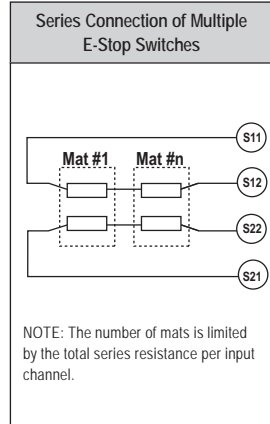 Series Connection of Multiple
E-Stop Switches
S11
Mat #1 Mat #n
S12
S22
S21
NOTE: The number of mats is limited
by the total series resistance per input
channel.